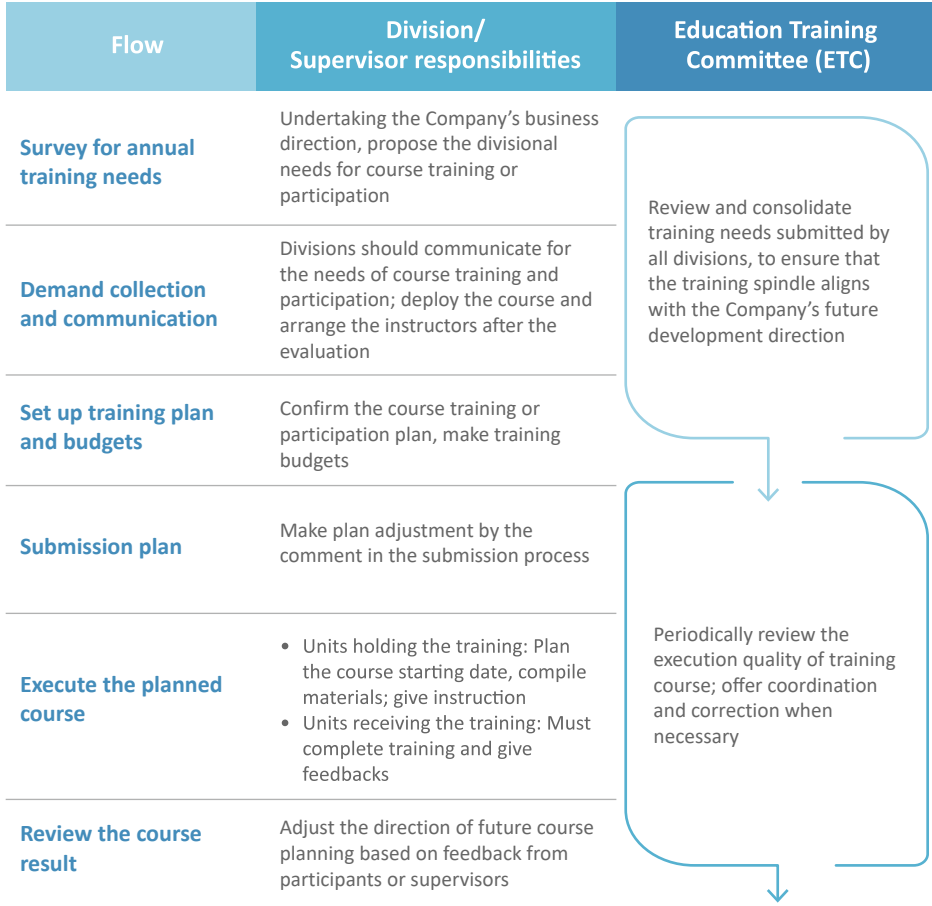 Flow
Division/
Supervisor responsibilities
Education Training
Committee (ETC)
Survey for annual
training needs
Undertaking the Company's business
direction, propose the divisional
needs for course training or
participation
Demand collection
and communication
Divisions should communicate for
the needs of course training and
participation; deploy the course and
arrange the instructors after the
evaluation
Set up training plan
and budgets
Confirm the course training or
participation plan, make training
budgets
Review and consolidate
training needs submitted by
all divisions, to ensure that
the training spindle aligns
with the Company's future
development direction
Submission plan
Make plan adjustment by the
comment in the submission process
Execute the planned
course
• Units holding the training: Plan
the course starting date, compile
materials; give instruction
• Units receiving the training: Must
complete training and give
feedbacks
Review the course
result
Adjust the direction of future course
planning based on feedback from
participants or supervisors
Periodically review the
execution quality of training
course; offer coordination
and correction when
necessary